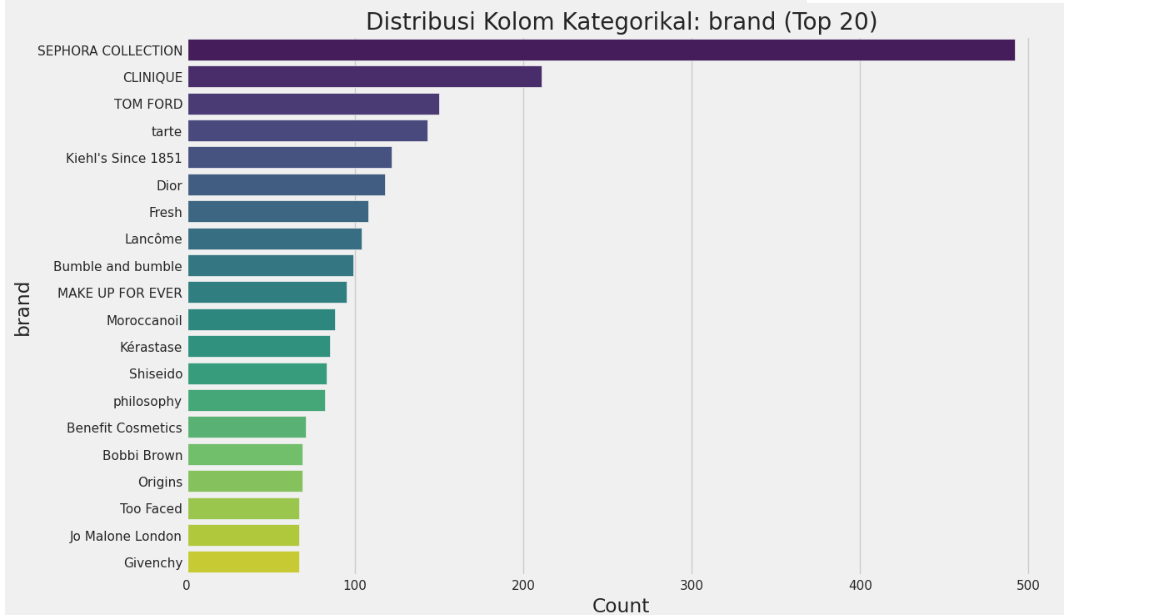 Distribusi Kolom Kategorikal: brand (Top 20)
SEPHORA COLLECTION
CLINIQUE
TOM FORD
tarte
Kiehl's Since 1851
Dior
Fresh
Lancôme
Bumble and bumble
MAKE UP FOR EVER
Moroccanoil
Kérastase
Shiseido
philosophy
Benefit Cosmetics
Bobbi Brown
Origins
Too Faced
Jo Malone London
Givenchy
brand
0 100 200 300 400 500
Count